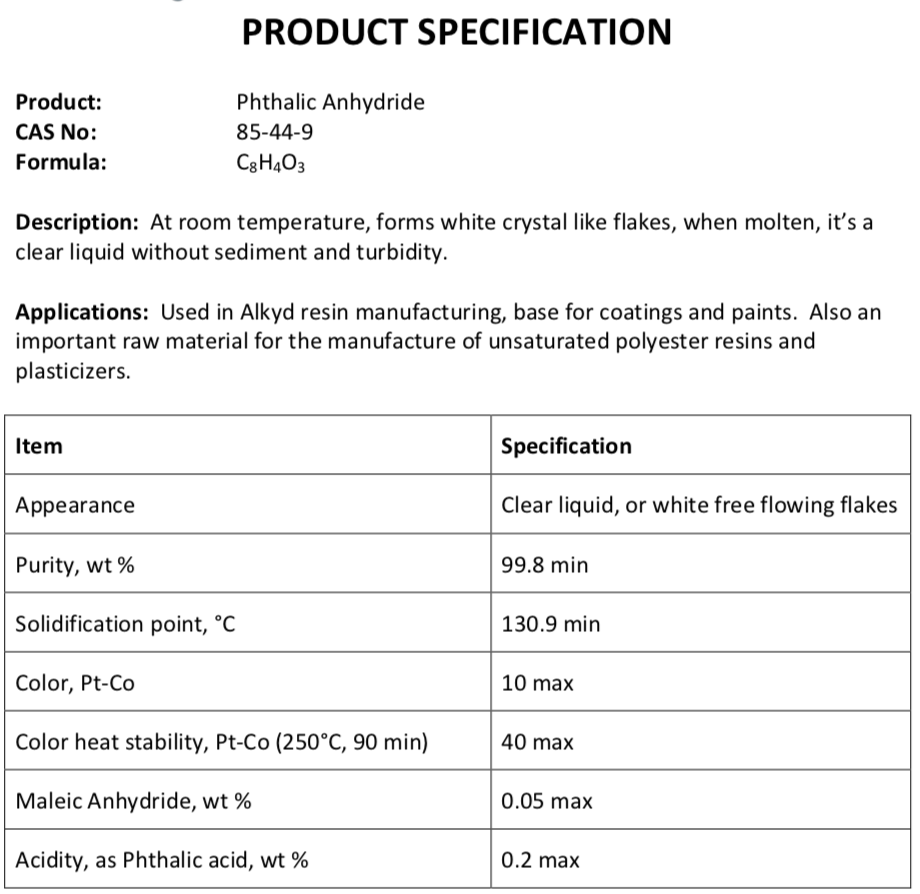 PRODUCT SPECIFICATION
Product: Phthalic Anhydride
CAS No: 85-44-9
Formula: C₈H₄O₃
Description: At room temperature, forms white crystal like flakes, when molten, it’s a
clear liquid without sediment and turbidity.
Applications: Used in Alkyd resin manufacturing, base for coatings and paints. Also an
important raw material for the manufacture of unsaturated polyester resins and
plasticizers.
Item Specification
Appearance Clear liquid, or white free flowing flakes
Purity, wt % 99.8 min
Solidification point, °C 130.9 min
Color, Pt-Co 10 max
Color heat stability, Pt-Co (250°C, 90 min) 40 max
Maleic Anhydride, wt % 0.05 max
Acidity, as Phthalic acid, wt % 0.2 max